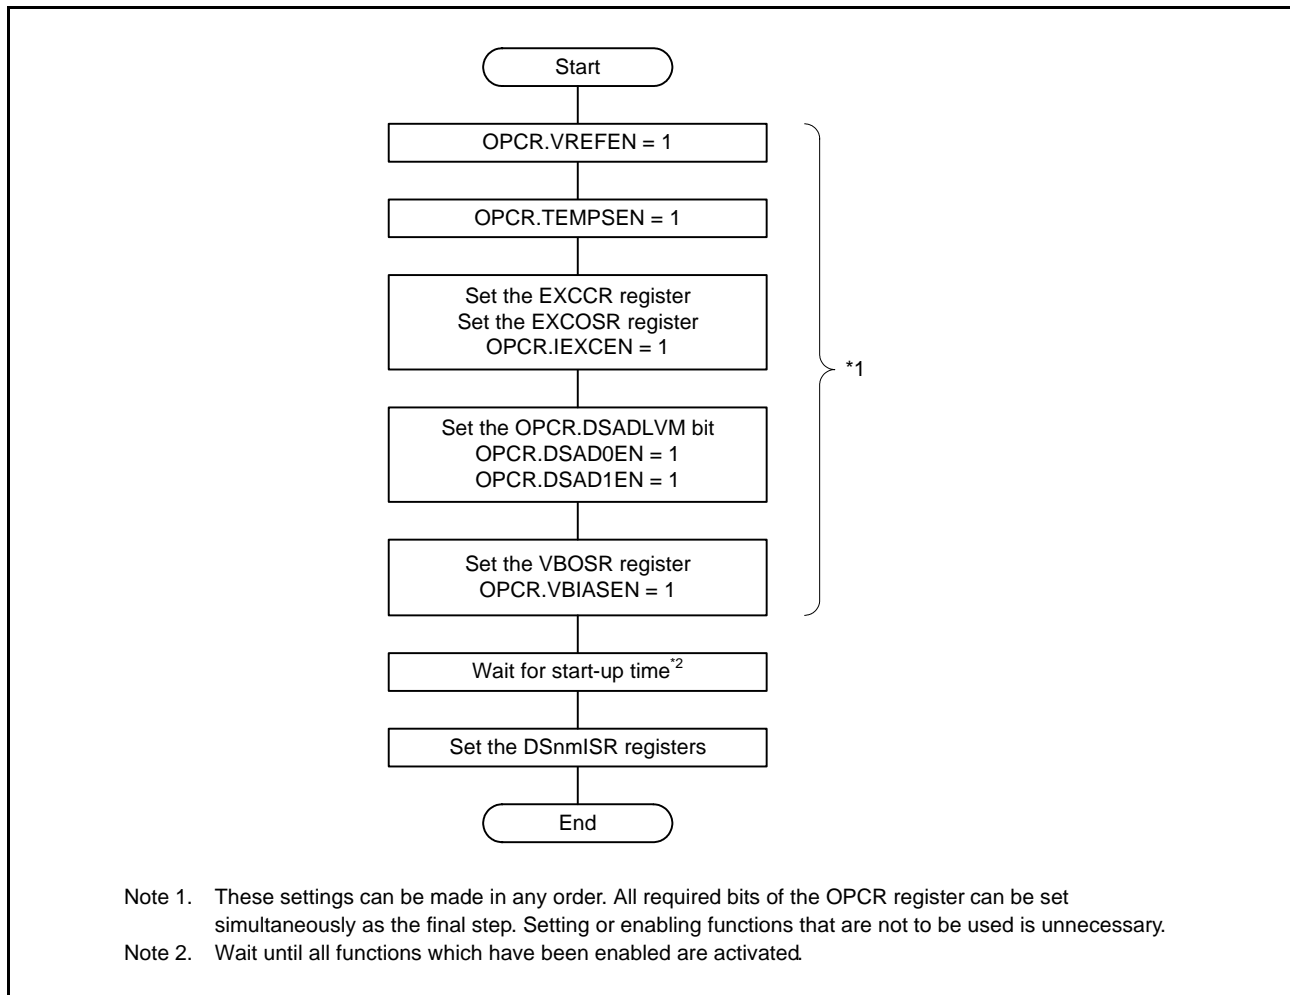 Start
OPCR.VREFEN = 1
OPCR.TEMPSEN = 1
Set the EXCCR register
Set the EXCOSR register
OPCR.IEXCEN = 1
*1
Set the OPCR.DSADLVM bit
OPCR.DSAD0EN = 1
OPCR.DSAD1EN = 1
Set the VBOSR register
OPCR.VBIASEN = 1
Wait for start-up time*2
Set the DSnmISR registers
End
Note 1. These settings can be made in any order. All required bits of the OPCR register can be set
simultaneously as the final step. Setting or enabling functions that are not to be used is unnecessary.
Note 2. Wait until all functions which have been enabled are activated.